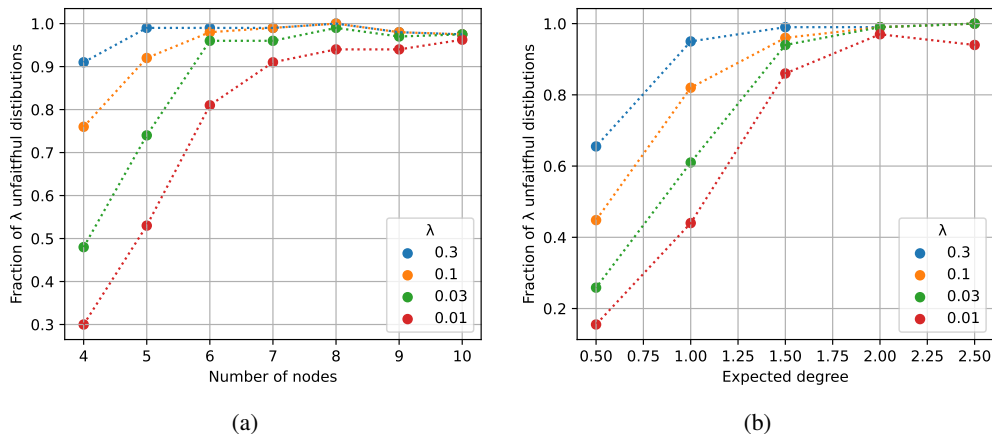 1.0
0.9
0.8
0.7
0.6
0.5
0.4
0.3
Fraction of λ unfaitfhul distibutions
4 5 6 7 8 9 10
Number of nodes
λ
0.3
0.1
0.03
0.01
(a)
1.0
0.8
0.6
0.4
0.2
Fraction of λ unfaitfhul distibutions
0.50 0.75 1.00 1.25 1.50 1.75 2.00 2.25 2.50
Expected degree
λ
0.3
0.1
0.03
0.01
(b)